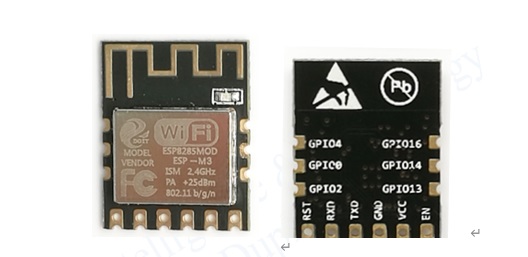 DOIT
WiFi
MODEL
VENDOR
ESP8285MOD
ESP-M3
ISM 2.4GHz
PA +25dBm
802.11 b/g/n
FC
Pb
GPIO4
GPIO16
GPIO0
GPIO14
GPIO2
GPIO13
RST
RXD
TXD
GND
VCC
EN